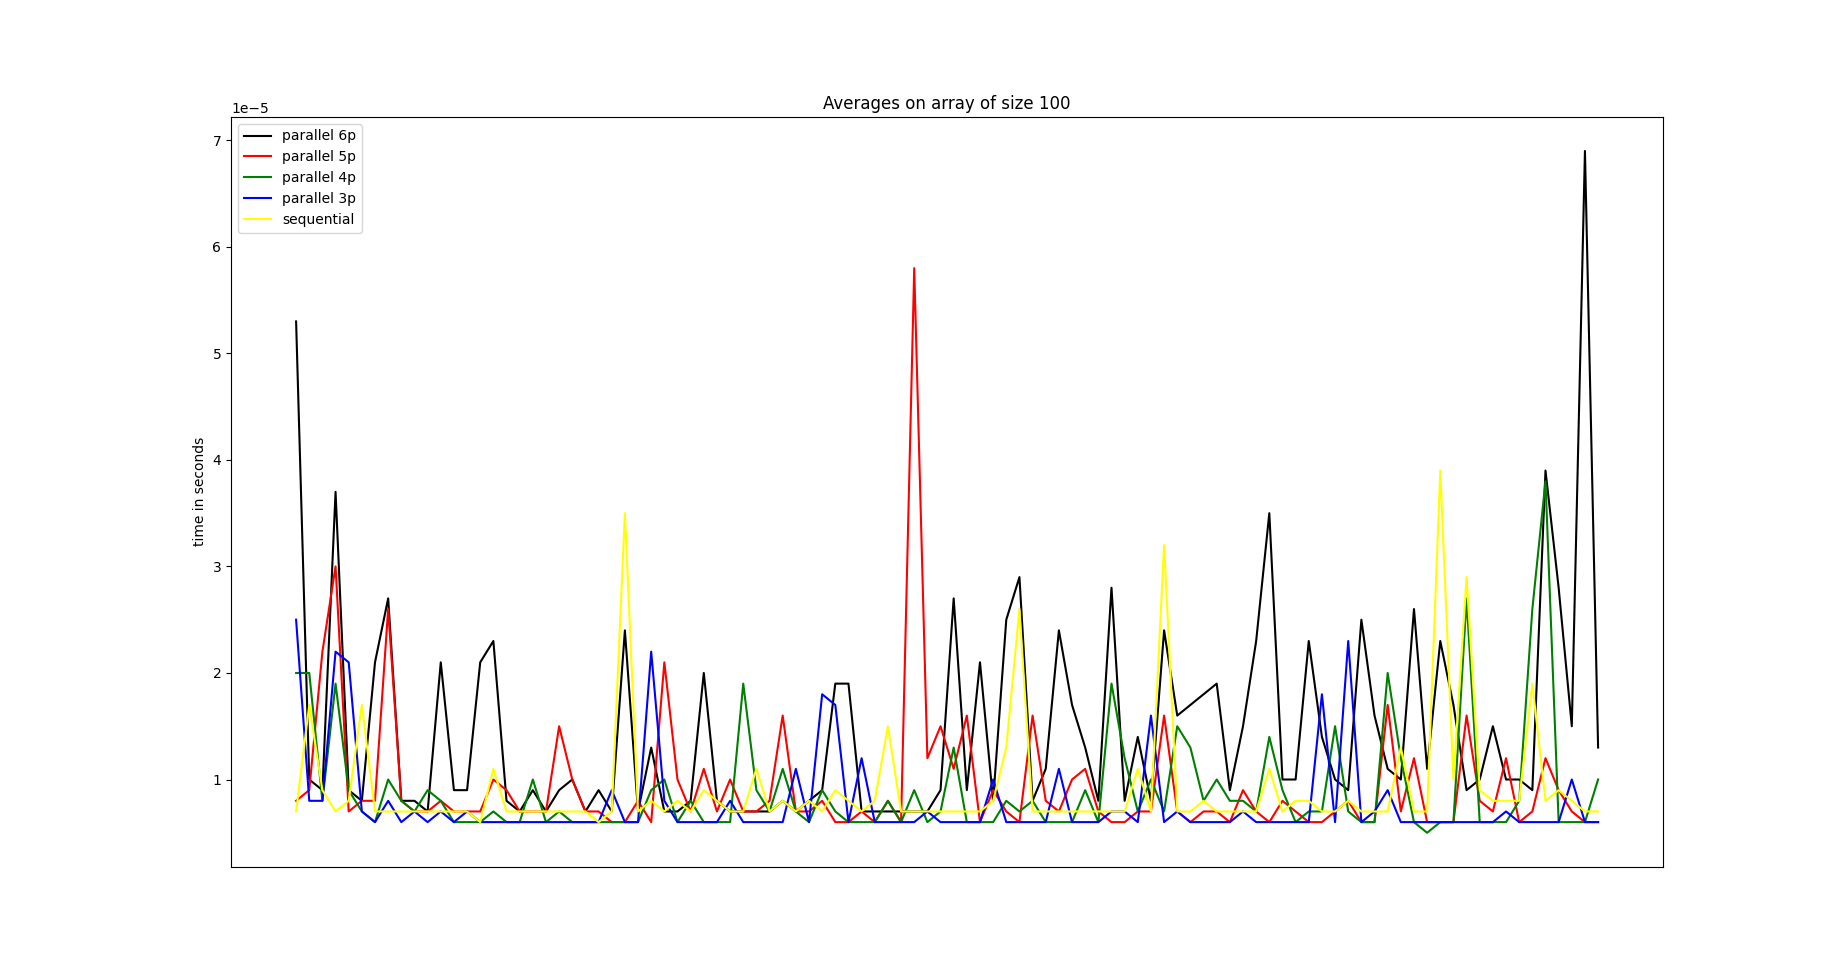 Averages on array of size 100
1e−5
7
6
5
4
3
2
1
time in seconds
parallel 6p
parallel 5p
parallel 4p
parallel 3p
sequential